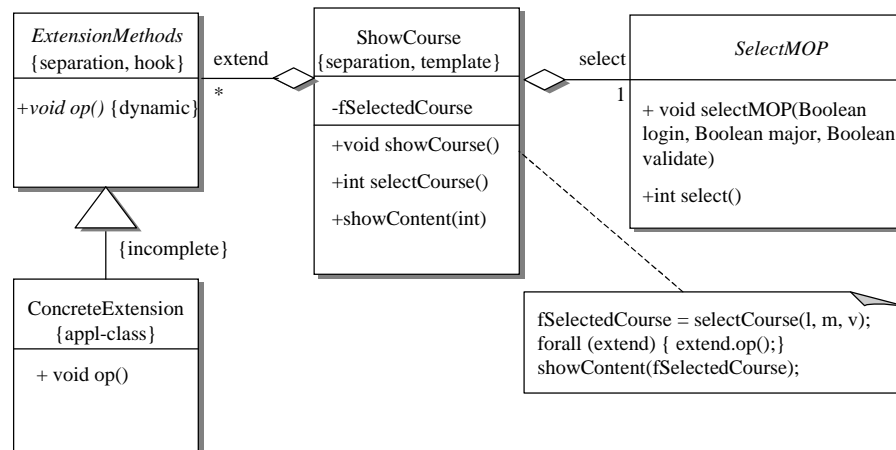 ExtensionMethods
{separation, hook}
+void op() {dynamic}
extend
*
ShowCourse
{separation, template}
-fSelectedCourse
+void showCourse()
+int selectCourse()
+showContent(int)
select
1
SelectMOP
+ void selectMOP(Boolean
login, Boolean major, Boolean
validate)
+int select()
{incomplete}
ConcreteExtension
{appl-class}
+ void op()
fSelectedCourse = selectCourse(l, m, v);
forall (extend) { extend.op();}
showContent(fSelectedCourse);